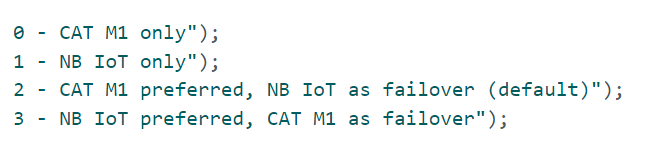 0 - CAT M1 only");
1 - NB IoT only");
2 - CAT M1 preferred, NB IoT as failover (default)");
3 - NB IoT preferred, CAT M1 as failover");